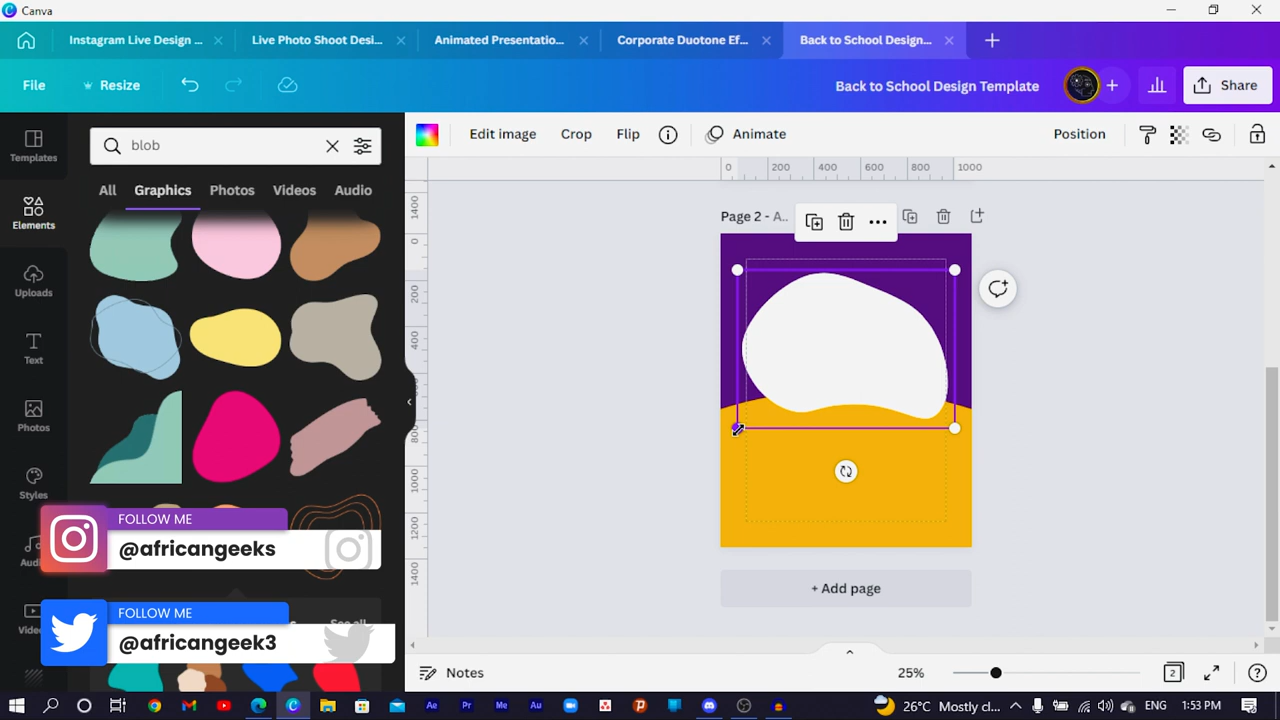 Canva
Instagram Live Design ...
Live Photo Shoot Desi...
Animated Presentatio...
Corporate Duotone Ef...
Back to School Design...
File
Resize
Back to School Design Template
Share
Templates
Elements
Uploads
Text
Photos
Styles
Audi
Vide
blob
All
Graphics
Photos
Videos
Audio
See all
FOLLOW ME
@africangeeks
FOLLOW ME
@africangeek3
Edit image
Crop
Flip
Animate
Position
0 200 400 600 800 1000
1400
0
200
400
800
1000
1200
1400
Page 2 - A..
+ Add page
Notes
25%
2
26°C Mostly cl...
1:53 PM